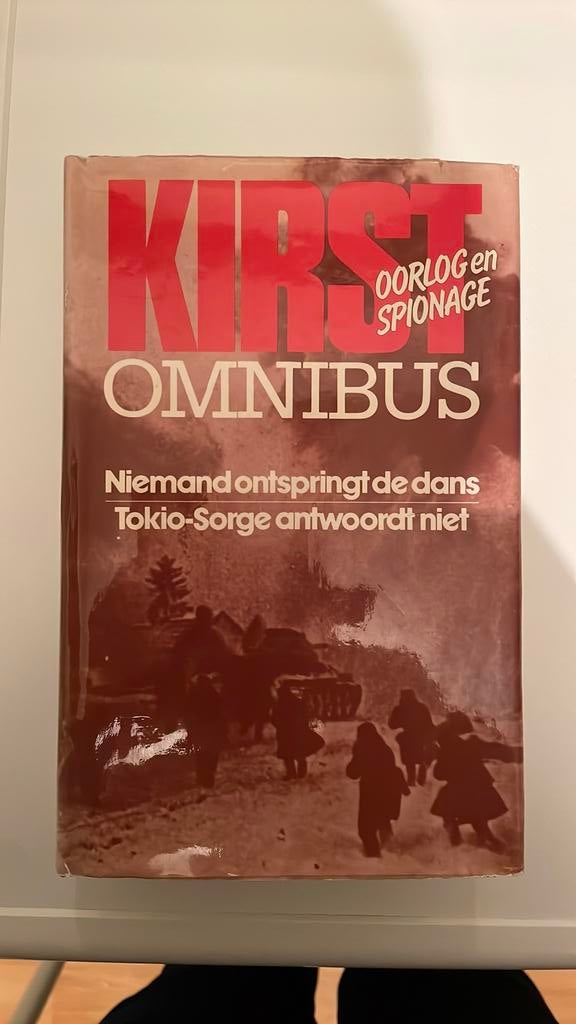 KIRST
OORLOG en
SPIONAGE
OMNIBUS
Niemand ontspringt de dans
Tokio-Sorge antwoordt niet